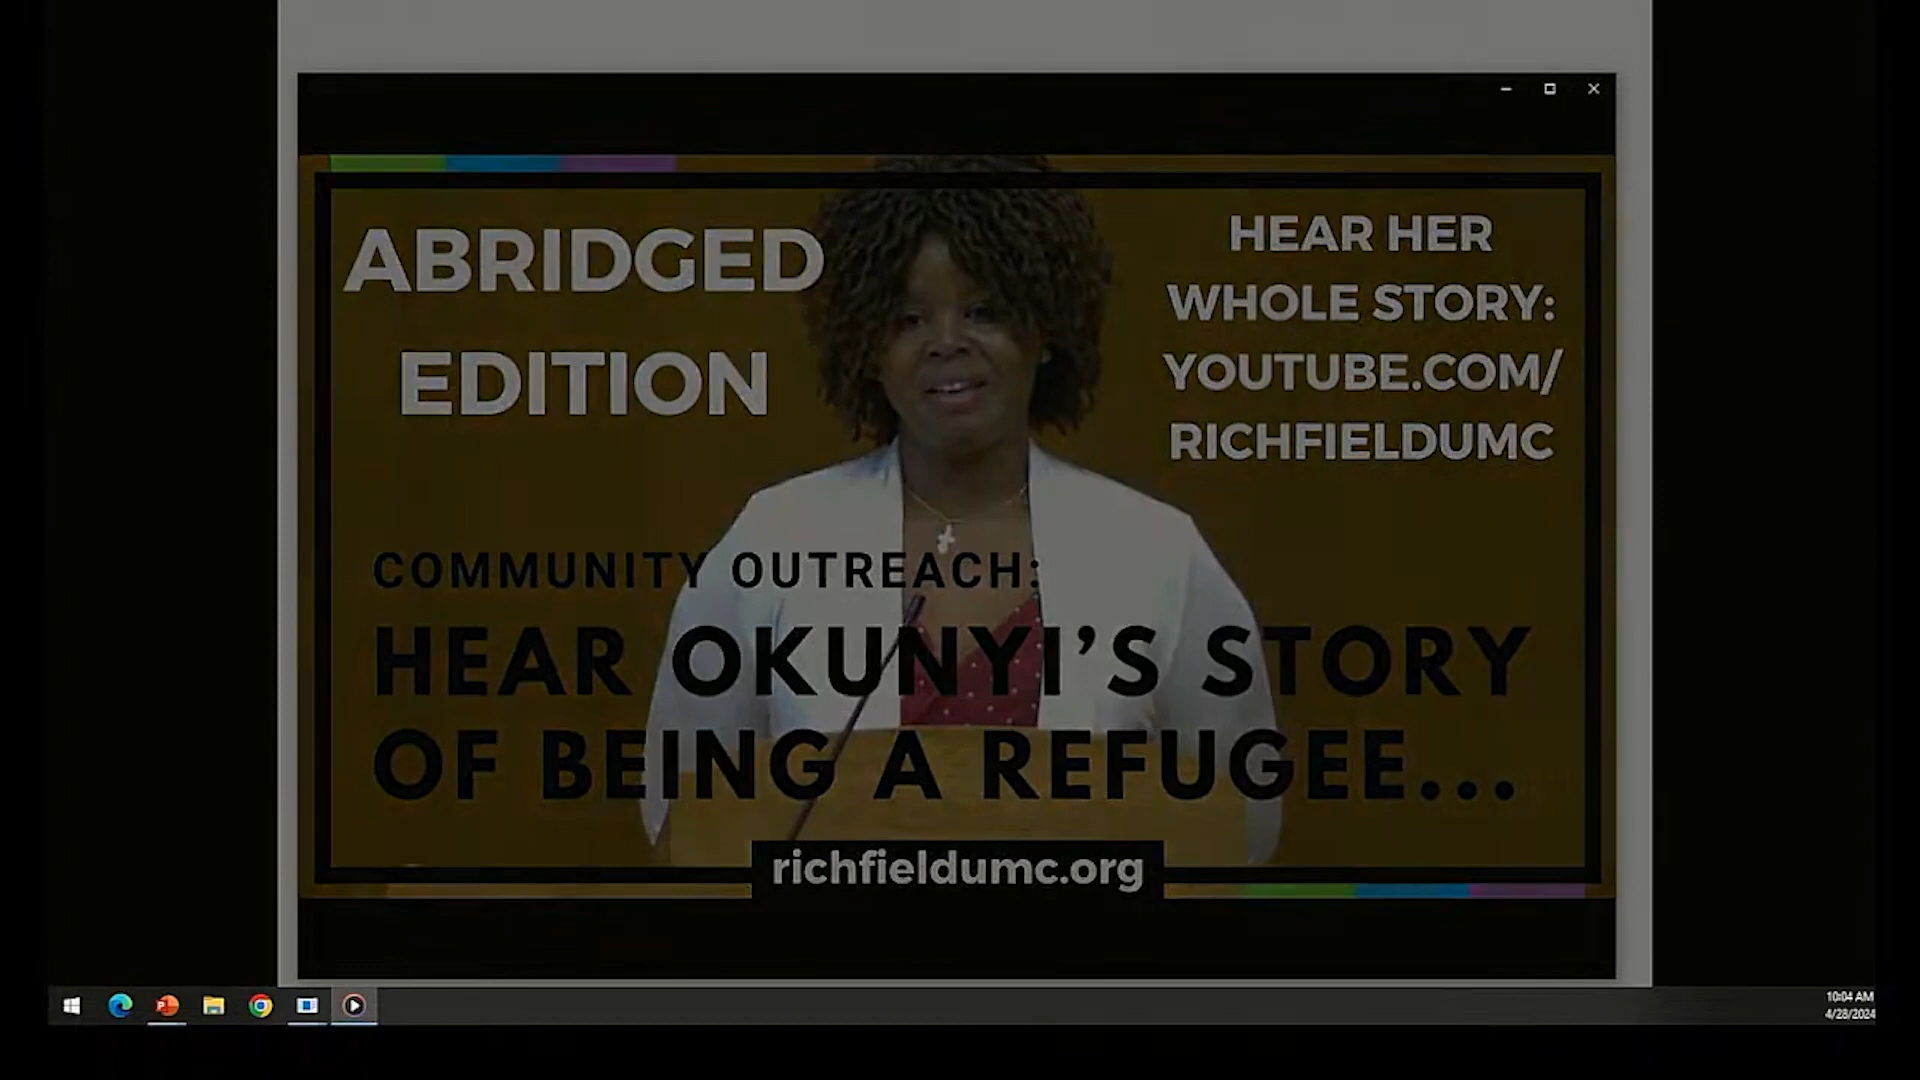 ABRIDGED
EDITION
HEAR HER
WHOLE STORY:
YOUTUBE.COM/
RICHFIELDUMC
COMMUNITY OUTREACH:
HEAR OKUNYI'S STORY
OF BEING A REFUGEE...
richfieldumc.org
10:04 AM
4/28/2024